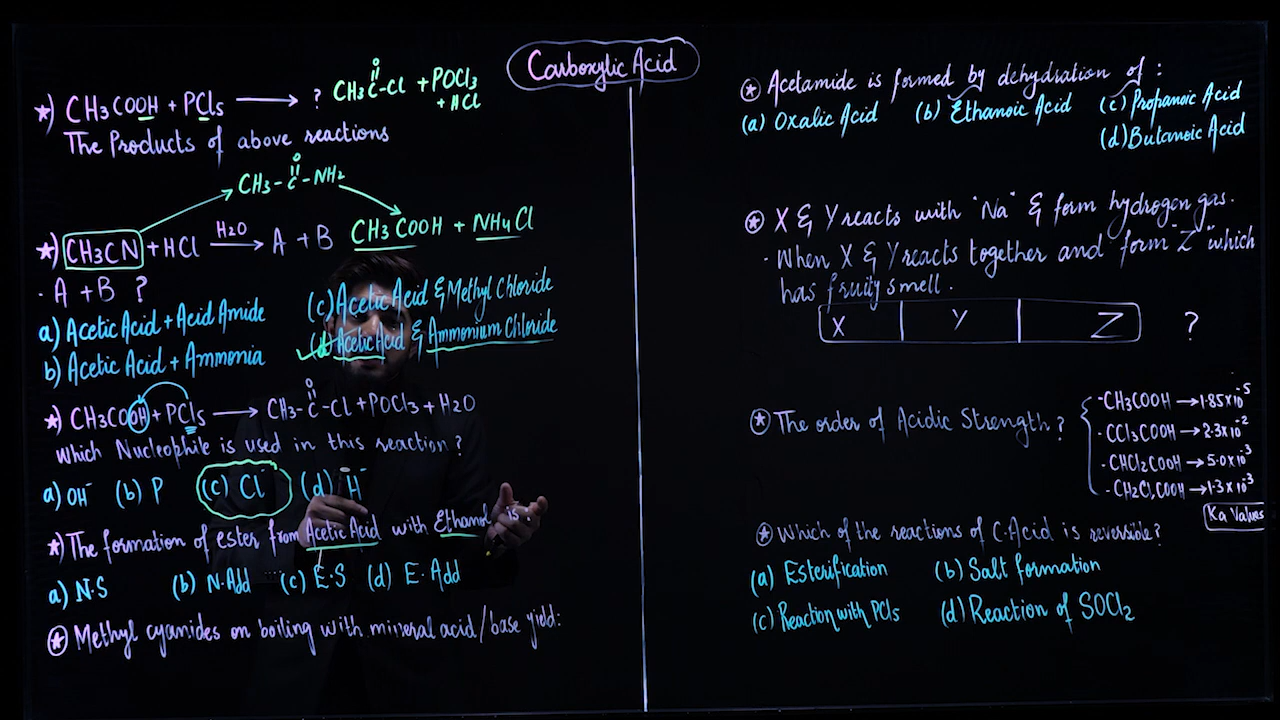 Carboxylic Acid
*) CH3COOH + PCl5 → ? CH3-C-Cl + POCl3
O
+ HCl
The Products of above reactions
O
CH3-C-NH2
*) CH3CN + HCl H2O → A + B CH3COOH + NH4Cl
· A + B ?
a) Acetic Acid + Acid Amide
(c) Acetic Acid & Methyl Chloride
b) Acetic Acid + Ammonia
(d) Acetic Acid & Ammonium Chloride
*) CH3COOH + PCl5 → CH3-C-Cl + POCl3 + H2O
O
Which Nucleophile is used in this reaction?
a) OH⁻ (b) P (c) Cl⁻ (d) H⁻
*) The formation of ester from Acetic Acid with Ethanol is:
a) N·S (b) N·Add (c) E·S (d) E·Add
* Methyl cyanides on boiling with mineral acid/base yield:
* Acetamide is formed by dehydration of:
(a) Oxalic Acid (b) Ethanoic Acid (c) Propanoic Acid
(d) Butanoic Acid
* X & Y reacts with "Na" & form hydrogen gas.
· When X & Y reacts together and form "Z" which
has fruity smell.
X Y Z ?
* The order of Acidic Strength?
- CH3COOH → 1.85×10⁻⁵
- CCl3COOH → 2.3×10⁻²
- CHCl2COOH → 5.0×10⁻³
- CH2Cl,COOH → 1.3×10⁻³
Ka Values
* Which of the reactions of C.Acid is reversible?
(a) Esterification (b) Salt formation
(c) Reaction with PCl5 (d) Reaction of SOCl2